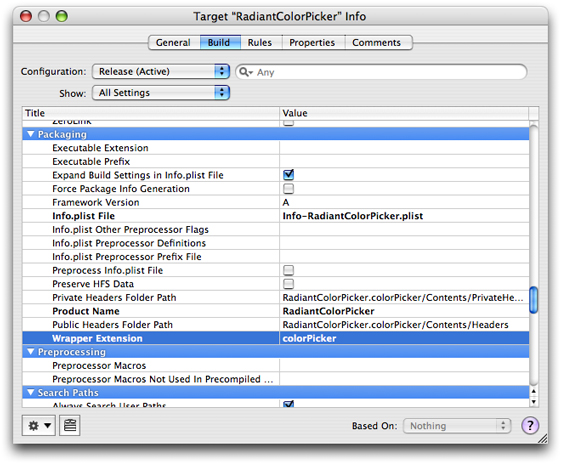 Target “RadiantColorPicker” Info
General Build Rules Properties Comments
Configuration: Release (Active) Any
Show: All Settings
Title Value
ZeroLink
Packaging
Executable Extension
Executable Prefix
Expand Build Settings in Info.plist File
Force Package Info Generation
Framework Version A
Info.plist File Info-RadiantColorPicker.plist
Info.plist Other Preprocessor Flags
Info.plist Preprocessor Definitions
Info.plist Preprocessor Prefix File
Preprocess Info.plist File
Preserve HFS Data
Private Headers Folder Path RadiantColorPicker.colorPicker/Contents/PrivateHe...
Product Name RadiantColorPicker
Public Headers Folder Path RadiantColorPicker.colorPicker/Contents/Headers
Wrapper Extension colorPicker
Preprocessing
Preprocessor Macros
Preprocessor Macros Not Used In Precompiled ...
Search Paths
Always Search User Paths
Based On: Nothing ?